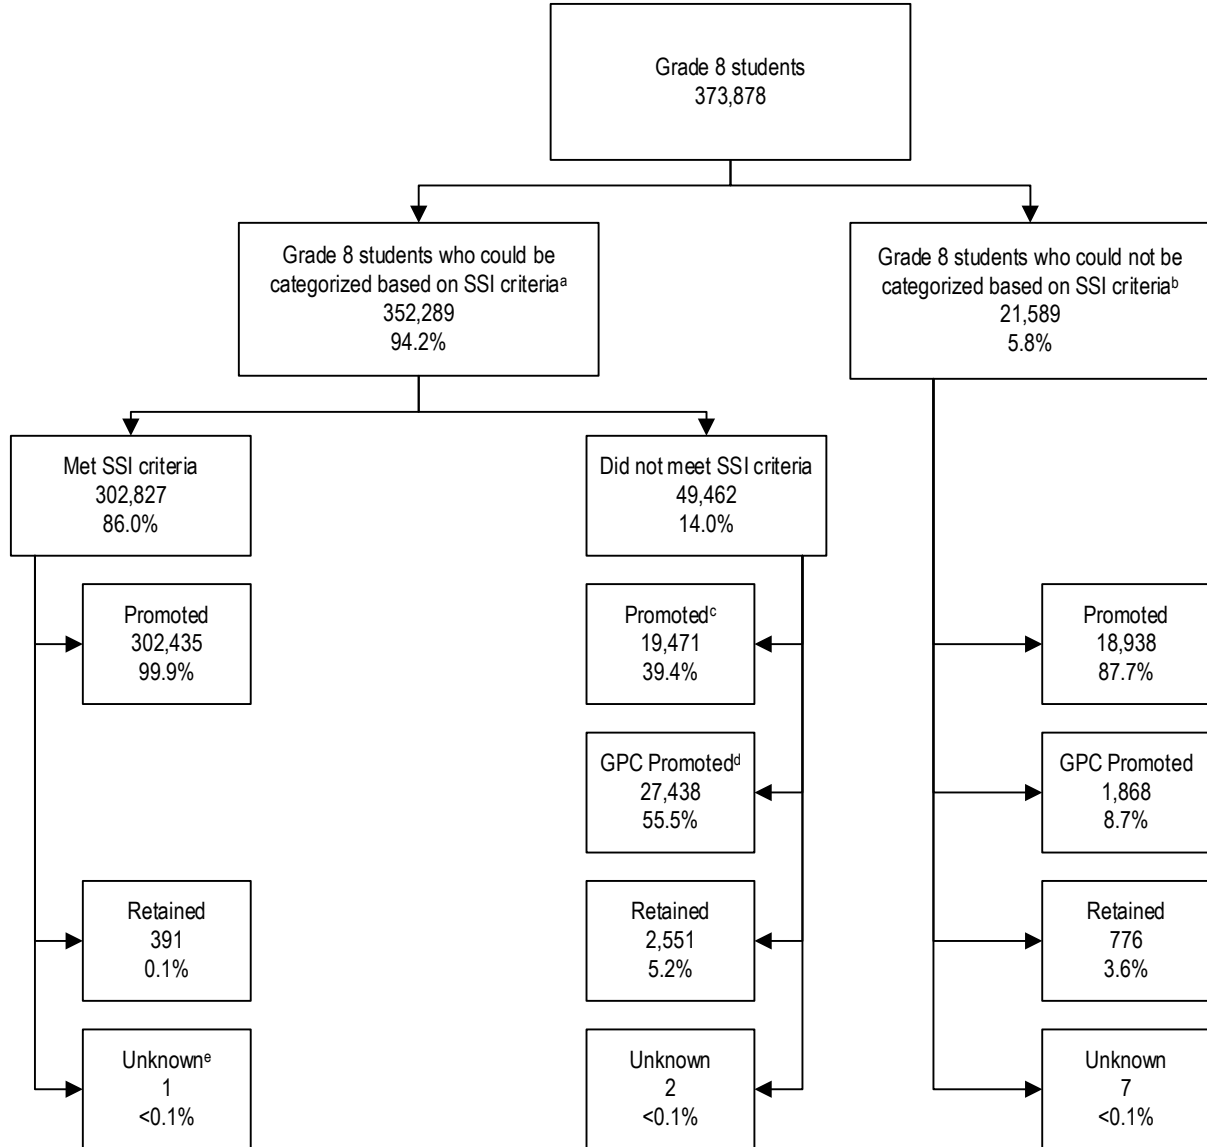 Grade 8 students
373,878
Grade 8 students who could be
categorized based on SSI criteriaᵃ
352,289
94.2%
Grade 8 students who could not be
categorized based on SSI criteriaᵇ
21,589
5.8%
Met SSI criteria
302,827
86.0%
Did not meet SSI criteria
49,462
14.0%
Promoted
302,435
99.9%
Promotedᶜ
19,471
39.4%
Promoted
18,938
87.7%
GPC Promotedᵈ
27,438
55.5%
GPC Promoted
1,868
8.7%
Retained
391
0.1%
Retained
2,551
5.2%
Retained
776
3.6%
Unknownᵉ
1
<0.1%
Unknown
2
<0.1%
Unknown
7
<0.1%